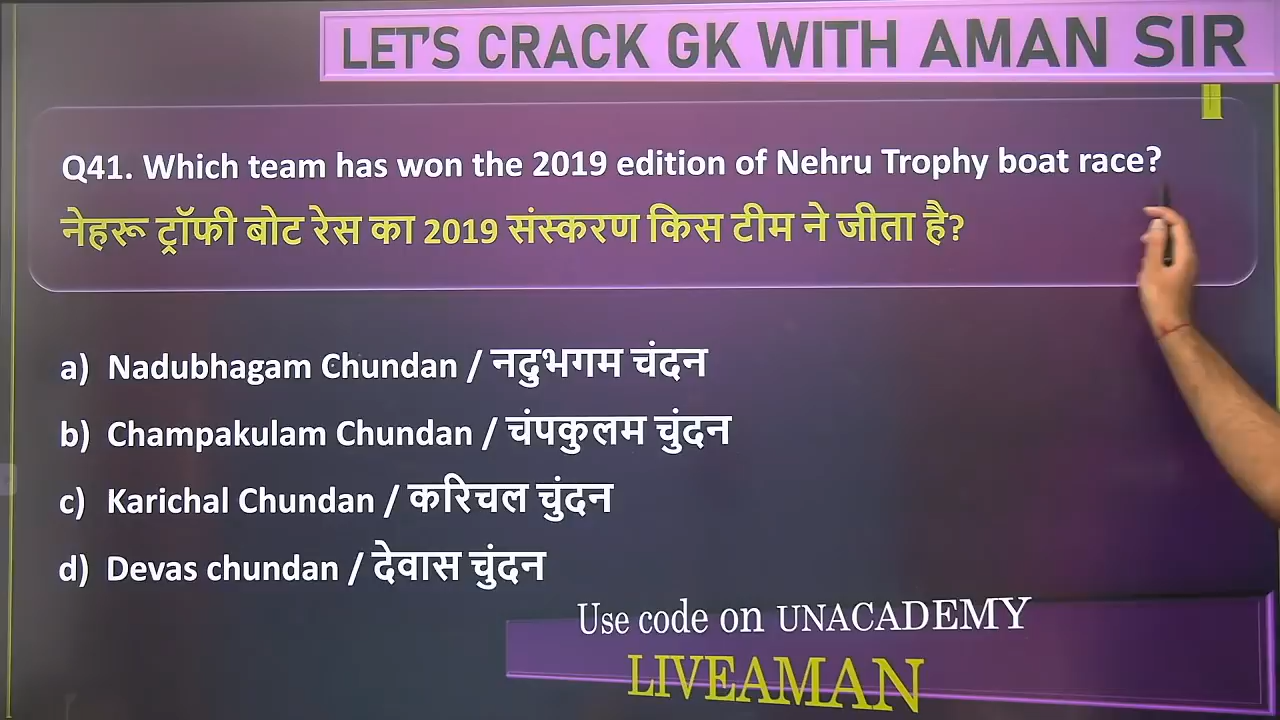 LET'S CRACK GK WITH AMAN SIR
Q41. Which team has won the 2019 edition of Nehru Trophy boat race?
नेहरू ट्रॉफी बोट रेस का 2019 संस्करण किस टीम ने जीता है?
a) Nadubhagam Chundan / नदुभगम चंदन
b) Champakulam Chundan / चंपकुलम चुंदन
c) Karichal Chundan / करिचल चुंदन
d) Devas chundan / देवास चुंदन
Use code on UNACADEMY
LIVEAMAN